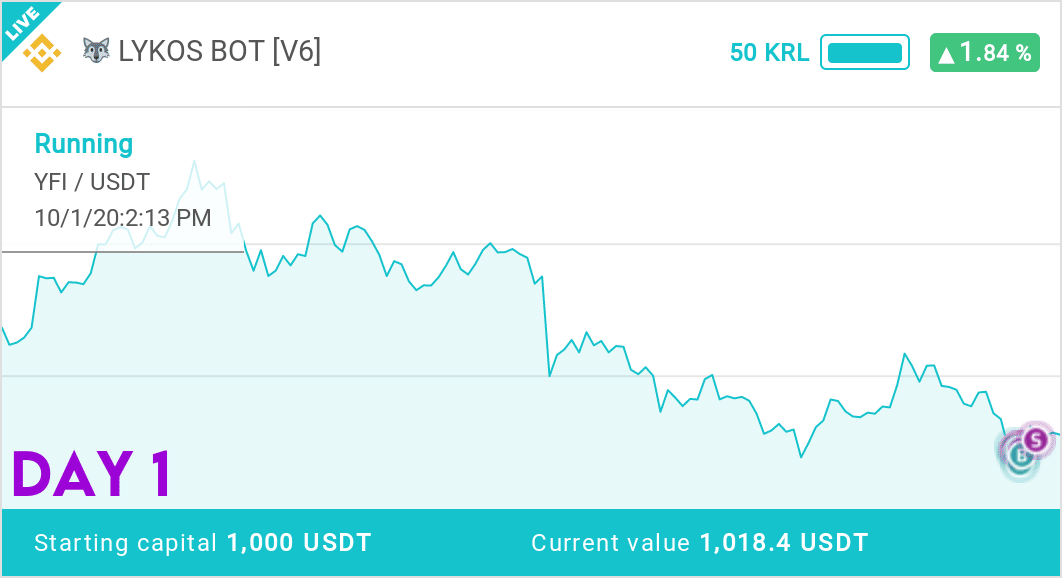 LIVE
LYKOS BOT [V6]
50 KRL
▲1.84 %
Running
YFI / USDT
10/1/20:2:13 PM
B
S
DAY 1
Starting capital 1,000 USDT
Current value 1,018.4 USDT